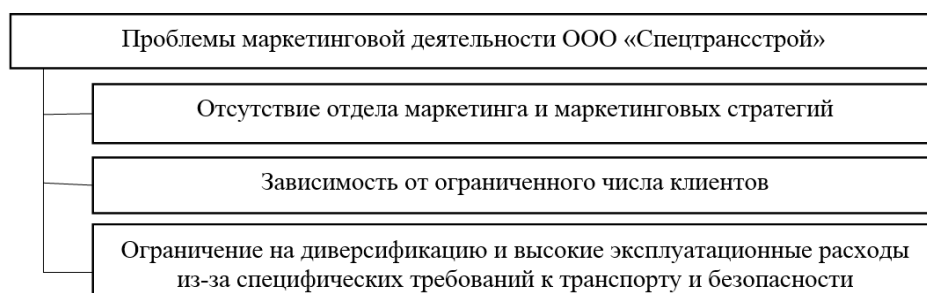 Проблемы маркетинговой деятельности ООО «Спецтрансстрой»
Отсутствие отдела маркетинга и маркетинговых стратегий
Зависимость от ограниченного числа клиентов
Ограничение на диверсификацию и высокие эксплуатационные расходы
из-за специфических требований к транспорту и безопасности